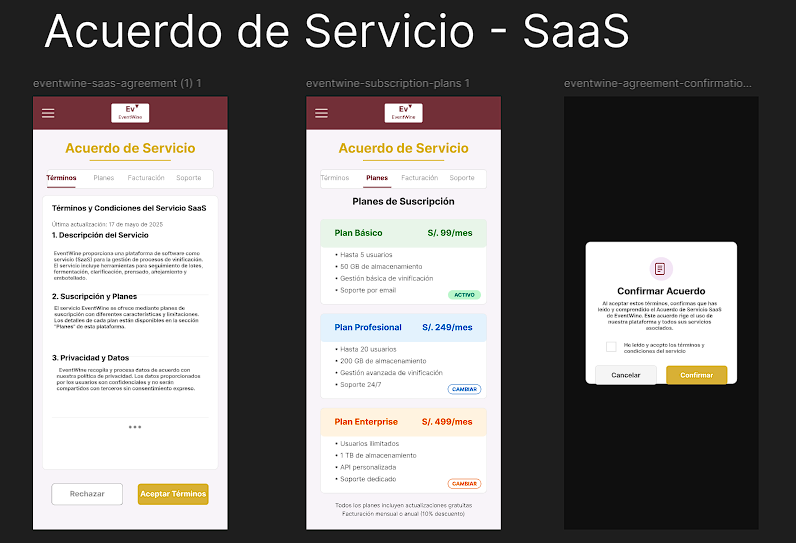 Acuerdo de Servicio - SaaS
eventwine-saas-agreement (1) 1
Ev
EventWine
Acuerdo de Servicio
Términos Planes Facturación Soporte
Términos y Condiciones del Servicio SaaS
Última actualización: 17 de mayo de 2025
1. Descripción del Servicio
EventWine proporciona una plataforma de software como
servicio (SaaS) para la gestión de procesos de vinificación.
El servicio incluye herramientas para seguimiento de lotes,
fermentación, clarificación, prensado, añejamiento y
embotellado.
2. Suscripción y Planes
El servicio EventWine se ofrece mediante planes de
suscripción con diferentes características y limitaciones.
Los detalles de cada plan están disponibles en la sección
"Planes" de esta plataforma.
3. Privacidad y Datos
EventWine recopila y procesa datos de acuerdo con
nuestra política de privacidad. Los datos proporcionados
por los usuarios son confidenciales y no serán
compartidos con terceros sin consentimiento expreso.
•••
Rechazar Aceptar Términos
eventwine-subscription-plans 1
Ev
EventWine
Acuerdo de Servicio
Términos Planes Facturación Soporte
Planes de Suscripción
Plan Básico S/. 99/mes
• Hasta 5 usuarios
• 50 GB de almacenamiento
• Gestión básica de vinificación
• Soporte por email
ACTIVO
Plan Profesional S/. 249/mes
• Hasta 20 usuarios
• 200 GB de almacenamiento
• Gestión avanzada de vinificación
• Soporte 24/7
CAMBIAR
Plan Enterprise S/. 499/mes
• Usuarios ilimitados
• 1 TB de almacenamiento
• API personalizada
• Soporte dedicado
CAMBIAR
Todos los planes incluyen actualizaciones gratuitas
Facturación mensual o anual (10% descuento)
eventwine-agreement-confirmatio...
Confirmar Acuerdo
Al aceptar estos términos, confirmas que has
leído y comprendido el Acuerdo de Servicio SaaS
de EventWine. Este acuerdo rige el uso de
nuestra plataforma y todos sus servicios
asociados.
He leído y acepto los términos y
condiciones del servicio
Cancelar Confirmar